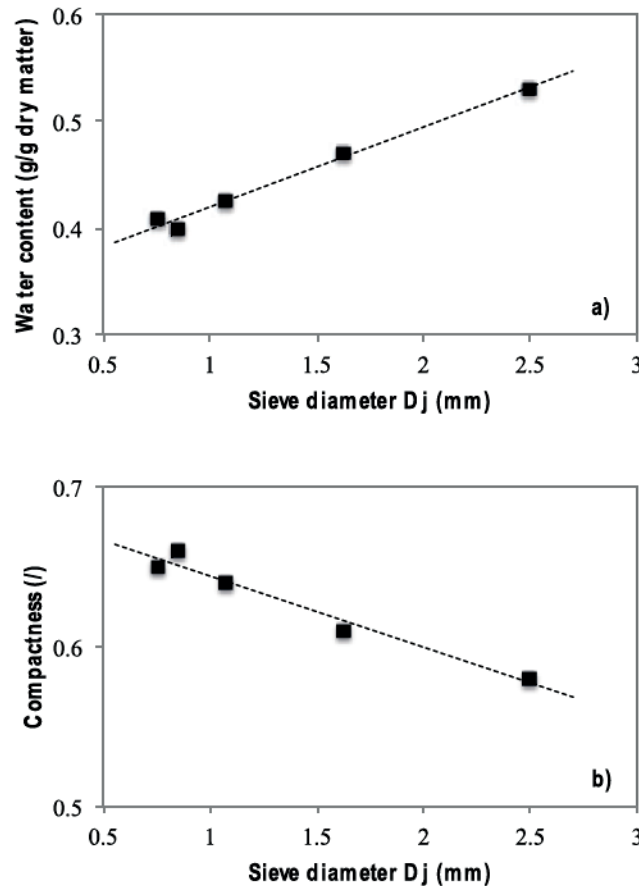 0.6
0.5
0.4
0.3
Water content (g/g dry matter)
a)
0.5 1 1.5 2 2.5 3
Sieve diameter Dj (mm)
0.7
0.6
0.5
Compactness (/)
b)
0.5 1 1.5 2 2.5 3
Sieve diameter Dj (mm)